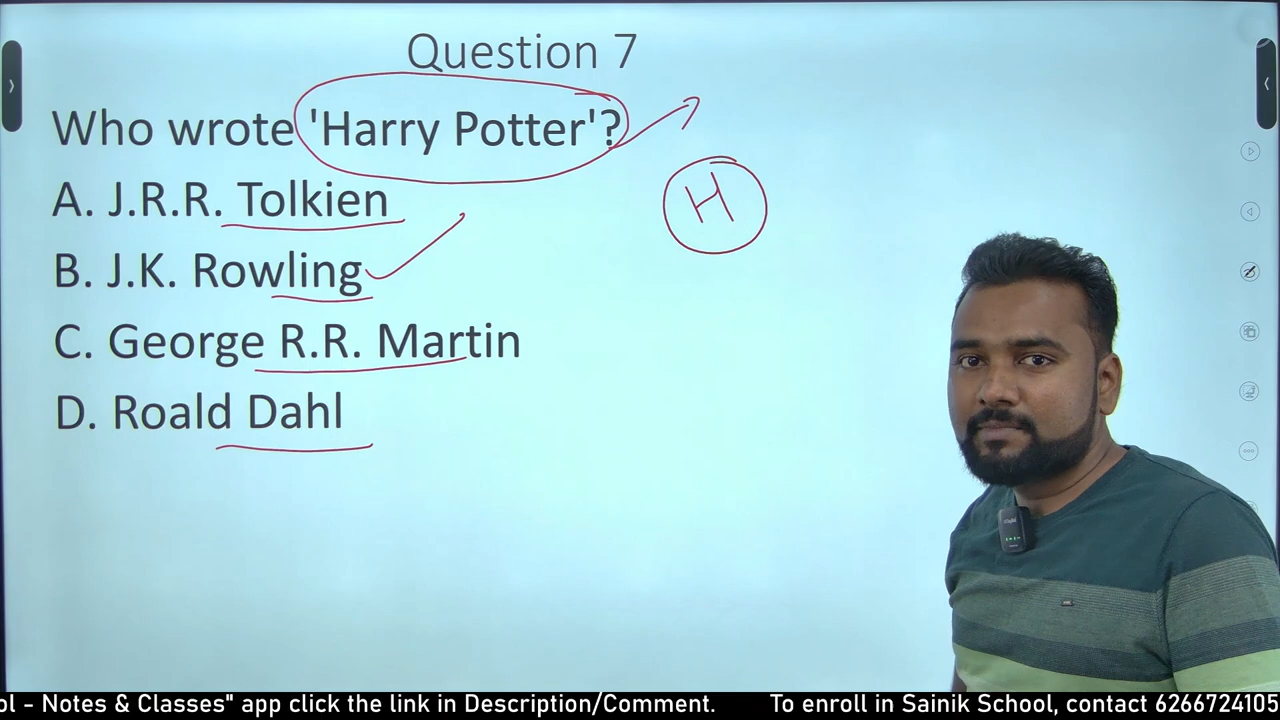 Question 7
Who wrote 'Harry Potter'?
H
A. J.R.R. Tolkien
B. J.K. Rowling
C. George R.R. Martin
D. Roald Dahl
ol - Notes & Classes" app click the link in Description/Comment. To enroll in Sainik School, contact 6266724105